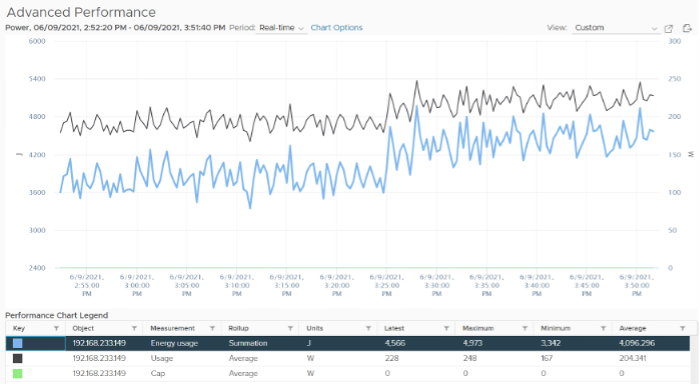 Advanced Performance
Power, 06/09/2021, 2:52:20 PM - 06/09/2021, 3:51:40 PM Period: Real-time Chart Options View: Custom
6000 300
5400 250
4800 200
4200 150
J W
3600 100
3000 50
2400 0
6/9/2021, 6/9/2021, 6/9/2021, 6/9/2021, 6/9/2021, 6/9/2021, 6/9/2021, 6/9/2021, 6/9/2021, 6/9/2021, 6/9/2021, 6/9/2021,
2:55:00 3:00:00 3:05:00 3:10:00 3:15:00 3:20:00 3:25:00 3:30:00 3:35:00 3:40:00 3:45:00 3:50:00
PM PM PM PM PM PM PM PM PM PM PM PM
Performance Chart Legend
Key Object Measurement Rollup Units Latest Maximum Minimum Average
192.168.233.149 Energy usage Summation J 4,566 4,973 3,342 4,096.296
192.168.233.149 Usage Average W 228 248 167 204.341
192.168.233.149 Cap Average W 0 0 0 0